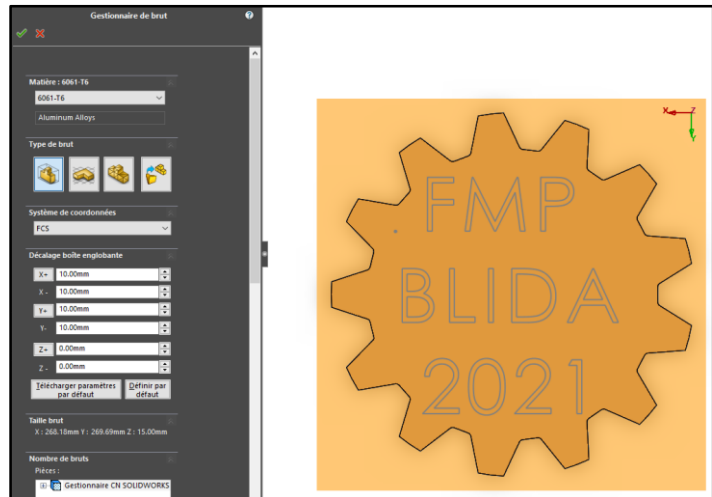 Gestionnaire de brut
Matière : 6061-T6
6061-T6
Aluminum Alloys
Type de brut
Système de coordonnées
FCS
Décalage boîte englobante
X+ 10.00mm
X - 10.00mm
Y+ 10.00mm
Y- 10.00mm
Z+ 0.00mm
Z - 0.00mm
Télécharger paramètres par défaut
Définir par défaut
Taille brut
X : 268.18mm Y : 269.69mm Z : 15.00mm
Nombre de bruts
Pièces :
Gestionnaire CN SOLIDWORKS
X
Z
Y
FMP
BLIDA
2021